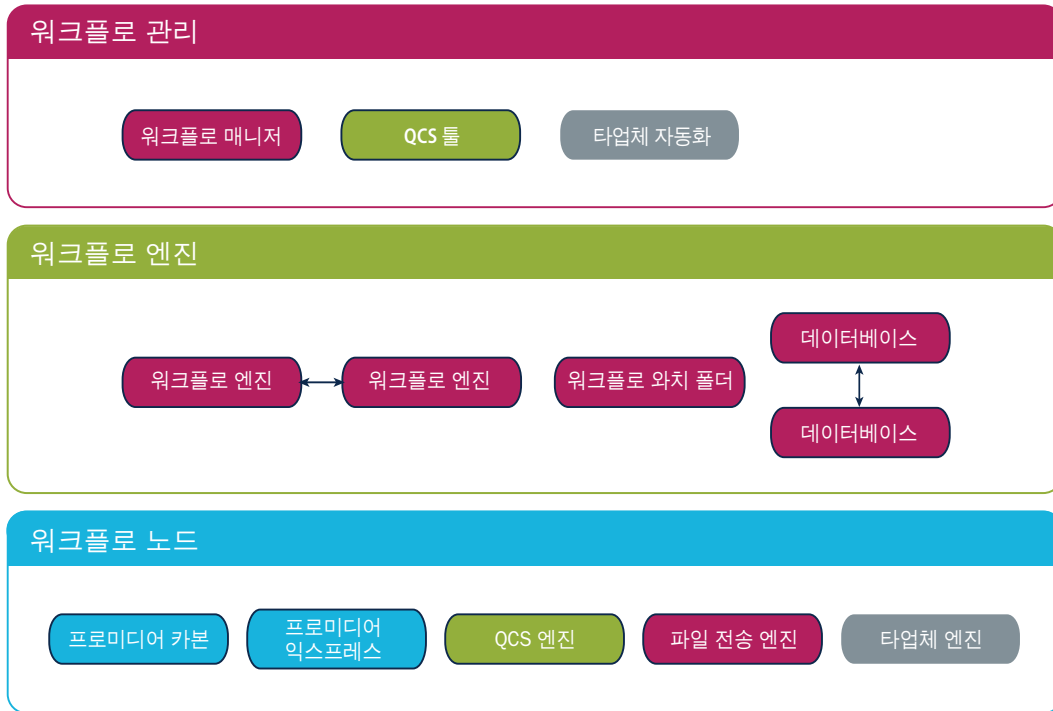 워크플로 관리
워크플로 매니저
QCS 툴
타업체 자동화
워크플로 엔진
워크플로 엔진
워크플로 엔진
워크플로 와치 폴더
데이터베이스
데이터베이스
워크플로 노드
프로미디어 카본
프로미디어
익스프레스
QCS 엔진
파일 전송 엔진
타업체 엔진